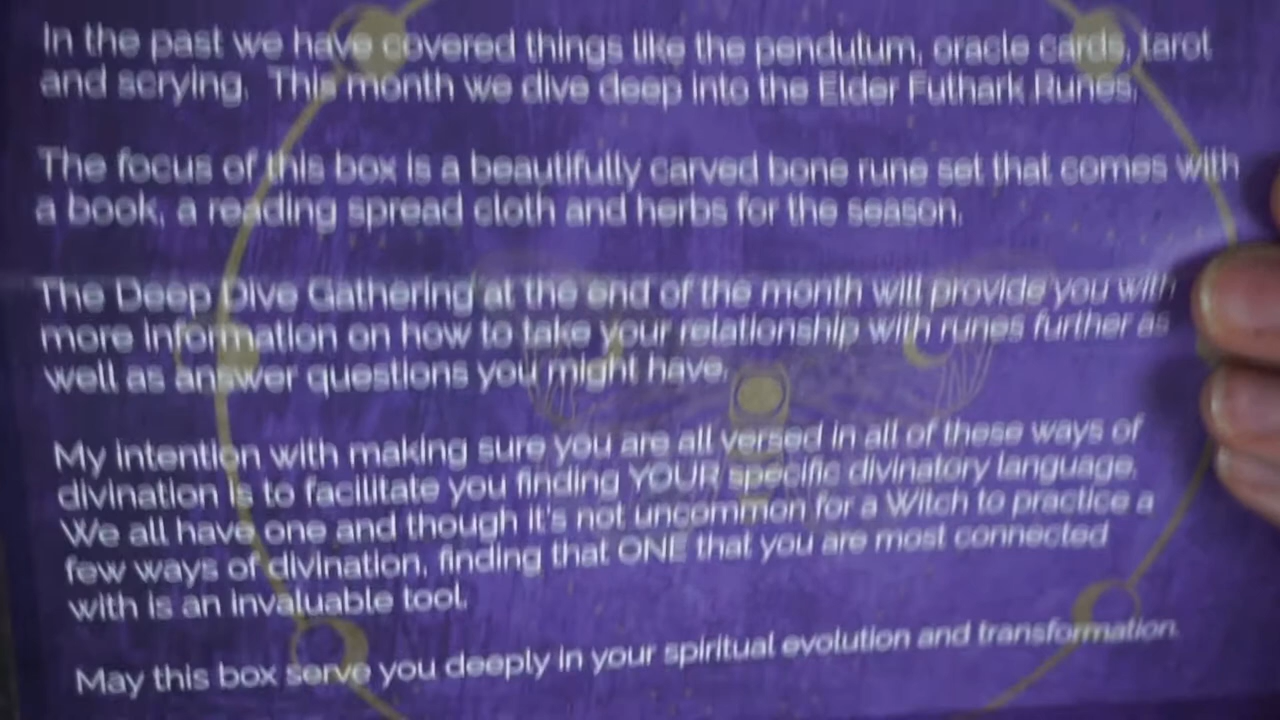 In the past we have covered things like the pendulum, oracle cards, tarot
and scrying. This month we dive deep into the Elder Futhark Runes.
The focus of this box is a beautifully carved bone rune set that comes with
a book, a reading spread cloth and herbs for the season.
The Deep Dive Gathering at the end of the month will provide you with
more information on how to take your relationship with runes further as
well as answer questions you might have.
My intention with making sure you are all versed in all of these ways of
divination is to facilitate you finding YOUR specific divinatory language.
We all have one and though it's not uncommon for a Witch to practice a
few ways of divination, finding that ONE that you are most connected
with is an invaluable tool.
May this box serve you deeply in your spiritual evolution and transformation.